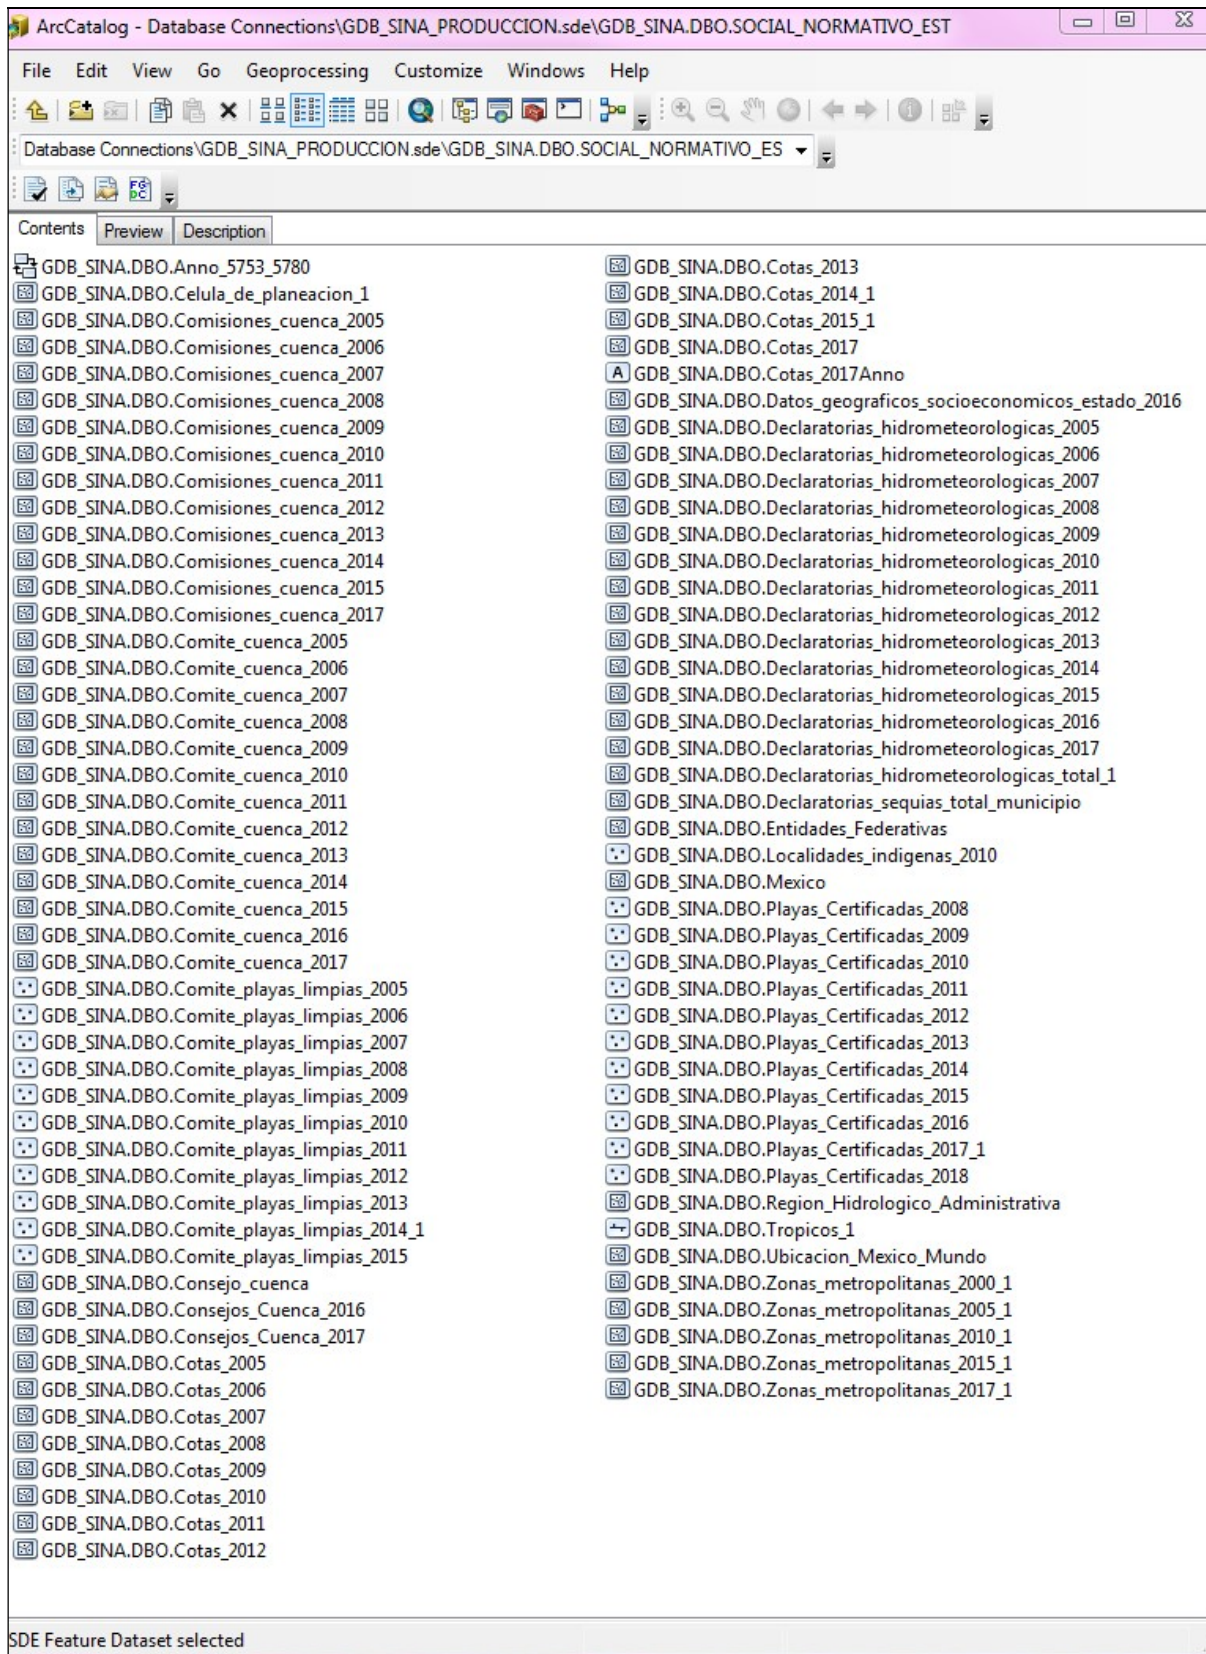 ArcCatalog - Database Connections\GDB_SINA_PRODUCCION.sde\GDB_SINA.DBO.SOCIAL_NORMATIVO_EST
File Edit View Go Geoprocessing Customize Windows Help
Database Connections\GDB_SINA_PRODUCCION.sde\GDB_SINA.DBO.SOCIAL_NORMATIVO_ES
Contents Preview Description
GDB_SINA.DBO.Anno_5753_5780
GDB_SINA.DBO.Celula_de_planeacion_1
GDB_SINA.DBO.Comisiones_cuenca_2005
GDB_SINA.DBO.Comisiones_cuenca_2006
GDB_SINA.DBO.Comisiones_cuenca_2007
GDB_SINA.DBO.Comisiones_cuenca_2008
GDB_SINA.DBO.Comisiones_cuenca_2009
GDB_SINA.DBO.Comisiones_cuenca_2010
GDB_SINA.DBO.Comisiones_cuenca_2011
GDB_SINA.DBO.Comisiones_cuenca_2012
GDB_SINA.DBO.Comisiones_cuenca_2013
GDB_SINA.DBO.Comisiones_cuenca_2014
GDB_SINA.DBO.Comisiones_cuenca_2015
GDB_SINA.DBO.Comisiones_cuenca_2017
GDB_SINA.DBO.Comite_cuenca_2005
GDB_SINA.DBO.Comite_cuenca_2006
GDB_SINA.DBO.Comite_cuenca_2007
GDB_SINA.DBO.Comite_cuenca_2008
GDB_SINA.DBO.Comite_cuenca_2009
GDB_SINA.DBO.Comite_cuenca_2010
GDB_SINA.DBO.Comite_cuenca_2011
GDB_SINA.DBO.Comite_cuenca_2012
GDB_SINA.DBO.Comite_cuenca_2013
GDB_SINA.DBO.Comite_cuenca_2014
GDB_SINA.DBO.Comite_cuenca_2015
GDB_SINA.DBO.Comite_cuenca_2016
GDB_SINA.DBO.Comite_cuenca_2017
GDB_SINA.DBO.Comite_playas_limpias_2005
GDB_SINA.DBO.Comite_playas_limpias_2006
GDB_SINA.DBO.Comite_playas_limpias_2007
GDB_SINA.DBO.Comite_playas_limpias_2008
GDB_SINA.DBO.Comite_playas_limpias_2009
GDB_SINA.DBO.Comite_playas_limpias_2010
GDB_SINA.DBO.Comite_playas_limpias_2011
GDB_SINA.DBO.Comite_playas_limpias_2012
GDB_SINA.DBO.Comite_playas_limpias_2013
GDB_SINA.DBO.Comite_playas_limpias_2014_1
GDB_SINA.DBO.Comite_playas_limpias_2015
GDB_SINA.DBO.Consejo_cuenca
GDB_SINA.DBO.Consejos_Cuenca_2016
GDB_SINA.DBO.Consejos_Cuenca_2017
GDB_SINA.DBO.Cotas_2005
GDB_SINA.DBO.Cotas_2006
GDB_SINA.DBO.Cotas_2007
GDB_SINA.DBO.Cotas_2008
GDB_SINA.DBO.Cotas_2009
GDB_SINA.DBO.Cotas_2010
GDB_SINA.DBO.Cotas_2011
GDB_SINA.DBO.Cotas_2012
GDB_SINA.DBO.Cotas_2013
GDB_SINA.DBO.Cotas_2014_1
GDB_SINA.DBO.Cotas_2015_1
GDB_SINA.DBO.Cotas_2017
GDB_SINA.DBO.Cotas_2017Anno
GDB_SINA.DBO.Datos_geograficos_socioeconomicos_estado_2016
GDB_SINA.DBO.Declaratorias_hidrometeorologicas_2005
GDB_SINA.DBO.Declaratorias_hidrometeorologicas_2006
GDB_SINA.DBO.Declaratorias_hidrometeorologicas_2007
GDB_SINA.DBO.Declaratorias_hidrometeorologicas_2008
GDB_SINA.DBO.Declaratorias_hidrometeorologicas_2009
GDB_SINA.DBO.Declaratorias_hidrometeorologicas_2010
GDB_SINA.DBO.Declaratorias_hidrometeorologicas_2011
GDB_SINA.DBO.Declaratorias_hidrometeorologicas_2012
GDB_SINA.DBO.Declaratorias_hidrometeorologicas_2013
GDB_SINA.DBO.Declaratorias_hidrometeorologicas_2014
GDB_SINA.DBO.Declaratorias_hidrometeorologicas_2015
GDB_SINA.DBO.Declaratorias_hidrometeorologicas_2016
GDB_SINA.DBO.Declaratorias_hidrometeorologicas_2017
GDB_SINA.DBO.Declaratorias_hidrometeorologicas_total_1
GDB_SINA.DBO.Declaratorias_sequias_total_municipio
GDB_SINA.DBO.Entidades_Federativas
GDB_SINA.DBO.Localidades_indigenas_2010
GDB_SINA.DBO.Mexico
GDB_SINA.DBO.Playas_Certificadas_2008
GDB_SINA.DBO.Playas_Certificadas_2009
GDB_SINA.DBO.Playas_Certificadas_2010
GDB_SINA.DBO.Playas_Certificadas_2011
GDB_SINA.DBO.Playas_Certificadas_2012
GDB_SINA.DBO.Playas_Certificadas_2013
GDB_SINA.DBO.Playas_Certificadas_2014
GDB_SINA.DBO.Playas_Certificadas_2015
GDB_SINA.DBO.Playas_Certificadas_2016
GDB_SINA.DBO.Playas_Certificadas_2017_1
GDB_SINA.DBO.Playas_Certificadas_2018
GDB_SINA.DBO.Region_Hidrologico_Administrativa
GDB_SINA.DBO.Tropicos_1
GDB_SINA.DBO.Ubicacion_Mexico_Mundo
GDB_SINA.DBO.Zonas_metropolitanas_2000_1
GDB_SINA.DBO.Zonas_metropolitanas_2005_1
GDB_SINA.DBO.Zonas_metropolitanas_2010_1
GDB_SINA.DBO.Zonas_metropolitanas_2015_1
GDB_SINA.DBO.Zonas_metropolitanas_2017_1
SDE Feature Dataset selected